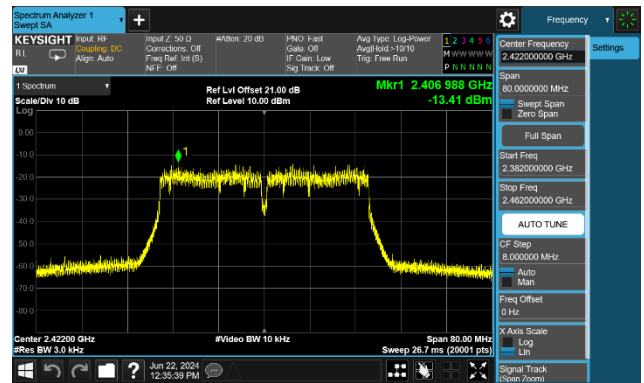 Spectrum Analyzer 1
Swept SA
Frequency
KEYSIGHT
RL
LXI
Input: RF
Coupling: DC
Align: Auto
Input Z: 50 Ω
Corrections: Off
Freq Ref: Int (S)
NFE: Off
#Atten: 20 dB
PNO: Fast
Gate: Off
IF Gain: Low
Sig Track: Off
Avg Type: Log-Power
Avg|Hold:>10/10
Trig: Free Run
1 2 3 4 5 6
M W W W W W
P N N N N N
1 Spectrum
Scale/Div 10 dB
Log
Ref Lvl Offset 21.00 dB
Ref Level 10.00 dBm
Mkr1 2.406 988 GHz
-13.41 dBm
0.00
-10.0
-20.0
-30.0
-40.0
-50.0
-60.0
-70.0
-80.0
1
Center 2.42200 GHz
#Res BW 3.0 kHz
#Video BW 10 kHz
Span 80.00 MHz
Sweep 26.7 ms (20001 pts)
?
Jun 22, 2024
12:35:39 PM
Center Frequency
2.422000000 GHz
Settings
Span
80.0000000 MHz
Swept Span
Zero Span
Full Span
Start Freq
2.382000000 GHz
Stop Freq
2.462000000 GHz
AUTO TUNE
CF Step
8.000000 MHz
Auto
Man
Freq Offset
0 Hz
X Axis Scale
Log
Lin
Signal Track
(Span Zoom)